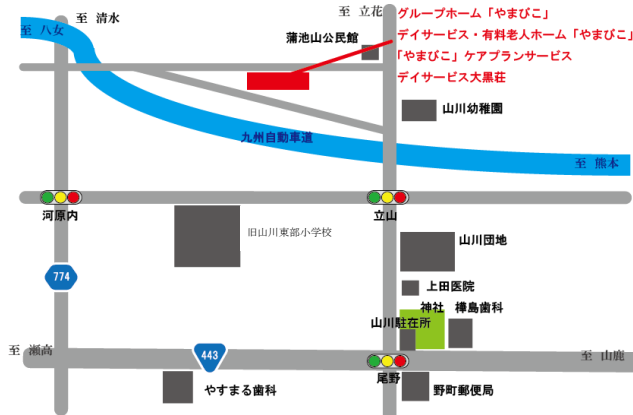 至 八女
至 清水
至 立花
グループホーム「やまびこ」
デイサービス・有料老人ホーム「やまびこ」
「やまびこ」ケアプランサービス
デイサービス大黒荘
蒲池山公民館
山川幼稚園
九州自動車道
至 熊本
河原内
立山
旧山川東部小学校
山川団地
774
上田医院
神社
樺島歯科
山川駐在所
至 瀬高
443
至 山鹿
尾野
やすまる歯科
野町郵便局